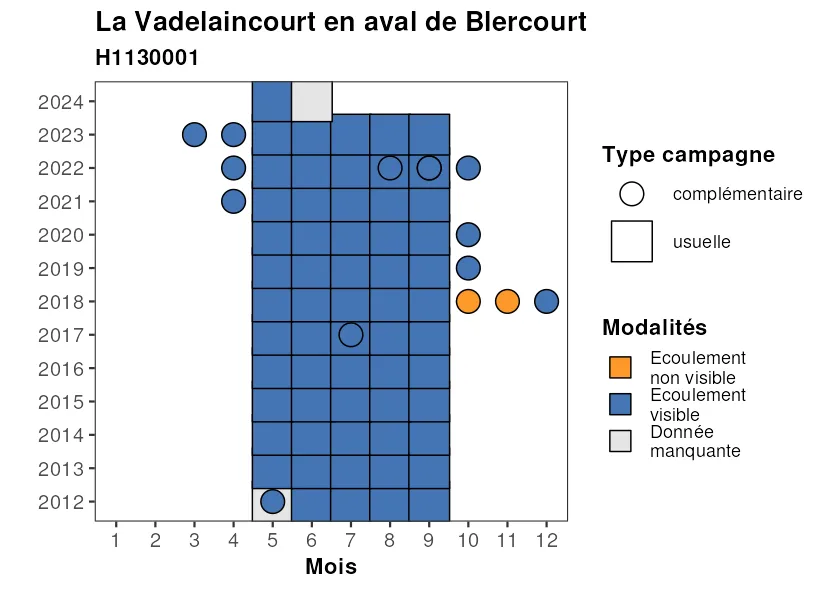 La Vadelaincourt en aval de Blercourt
H1130001
2024
2023
2022
2021
2020
2019
2018
2017
2016
2015
2014
2013
2012
1 2 3 4 5 6 7 8 9 10 11 12
Mois
Type campagne
complémentaire
usuelle
Modalités
Ecoulement
non visible
Ecoulement
visible
Donnée
manquante